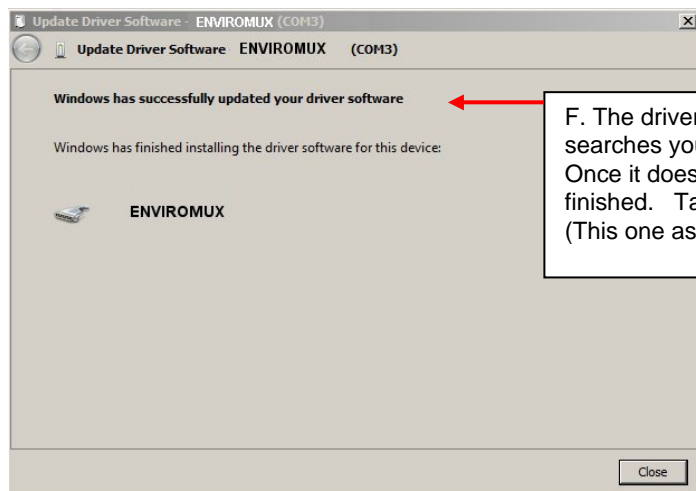 Update Driver Software - ENVIROMUX (COM3)
Update Driver Software ENVIROMUX (COM3)
Windows has successfully updated your driver software
Windows has finished installing the driver software for this device:
ENVIROMUX
F. The driver
searches you
Once it does
finished. Ta
(This one as
Close